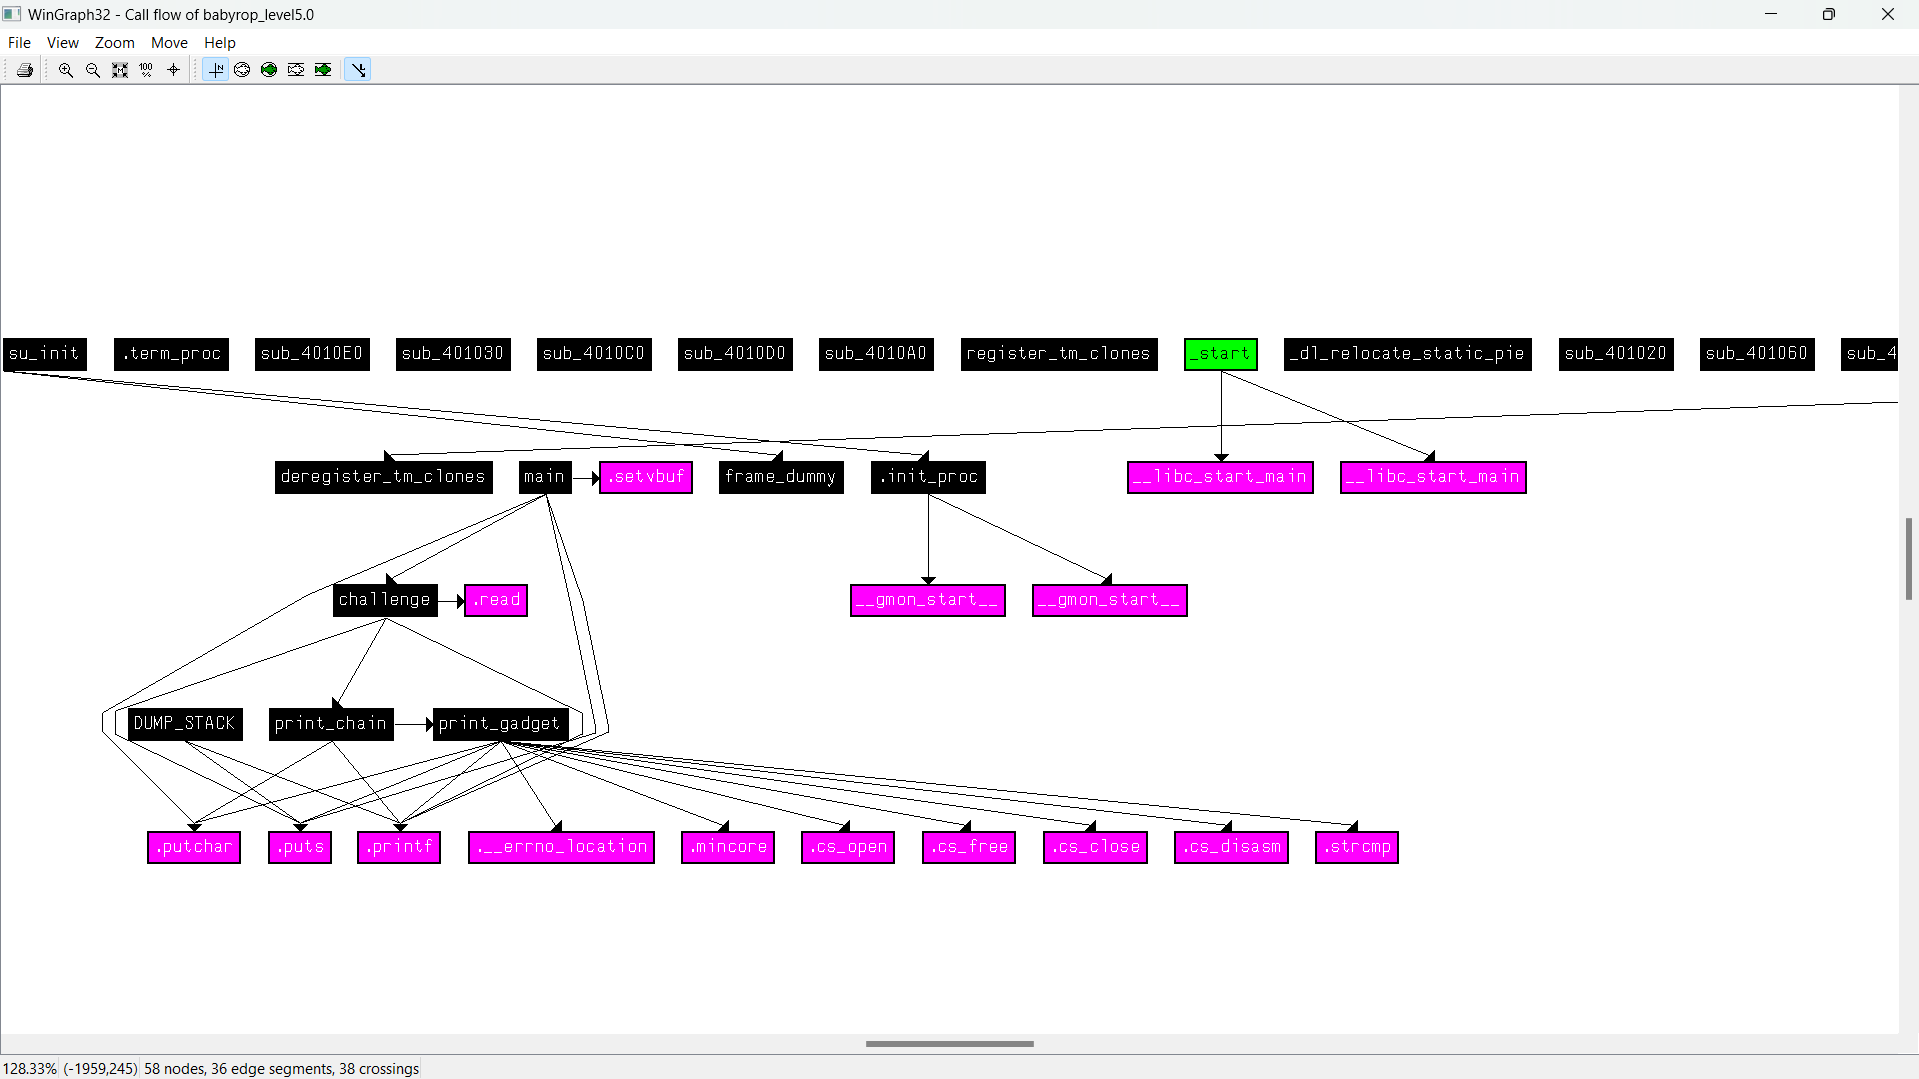 WinGraph32 - Call flow of babyrop_level5.0
File View Zoom Move Help
100 %
su_init .term_proc sub_4010E0 sub_401030 sub_4010C0 sub_4010D0 sub_4010A0 register_tm_clones _start _dl_relocate_static_pie sub_401020 sub_401060 sub_4
deregister_tm_clones main .setvbuf frame_dummy .init_proc __libc_start_main __libc_start_main
challenge .read __gmon_start__ __gmon_start__
DUMP_STACK print_chain print_gadget
.putchar .puts .printf .__errno_location .mincore .cs_open .cs_free .cs_close .cs_disasm .strcmp
128.33% (-1959,245) 58 nodes, 36 edge segments, 38 crossings